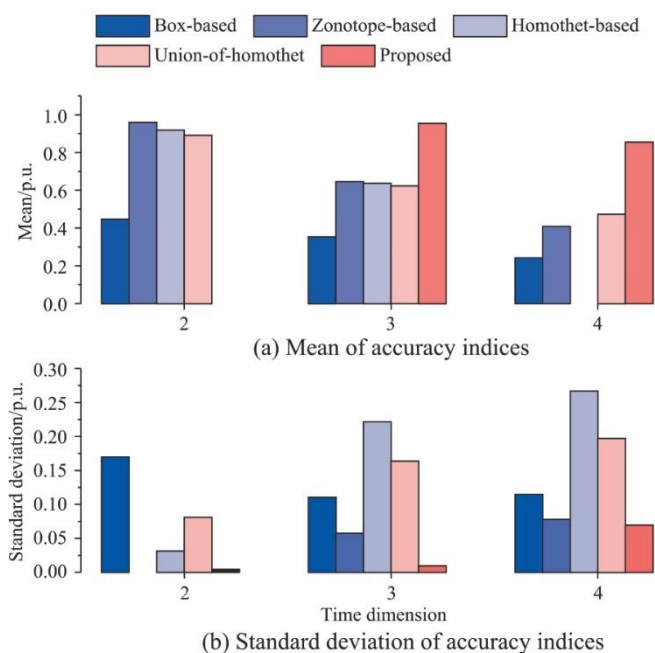 Box-based Zonotope-based Homothet-based
Union-of-homothet Proposed
Mean/p.u.
1.0
0.8
0.6
0.4
0.2
0.0
2 3 4
(a) Mean of accuracy indices
Standard deviation/p.u.
0.30
0.25
0.20
0.15
0.10
0.05
0.00
2 3 4
Time dimension
(b) Standard deviation of accuracy indices